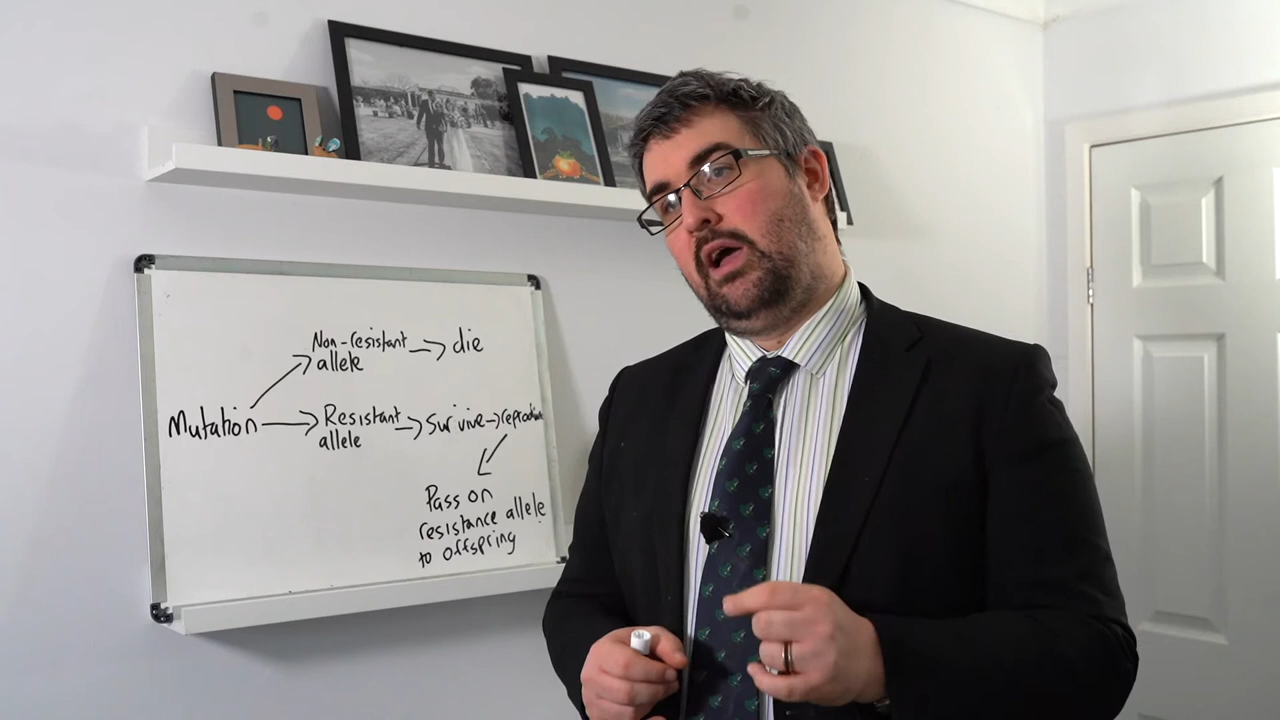 Non-resistant
allele → die
Mutation → Resistant → Survive → reproduce
allele
Pass on
resistance allele
to offspring